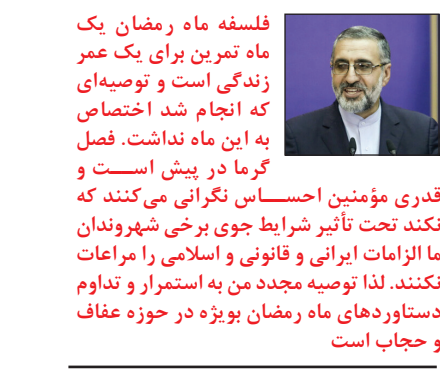 فلسفه ماه رمضان یک
ماه تمرین برای یک عمر
زندگی است و توصیه‌ای
که انجام شد اختصاص
به این ماه نداشت. فصل
گرما در پیش اســـت و
قدری مؤمنین احســـاس نگرانی می‌کنند که
نکند تحت تأثیر شرایط جوی برخی شهروندان
ما الزامات ایرانی و قانونی و اسلامی را مراعات
نکنند. لذا توصیه مجدد من به استمرار و تداوم
دستاوردهای ماه رمضان بویژه در حوزه عفاف
و حجاب است